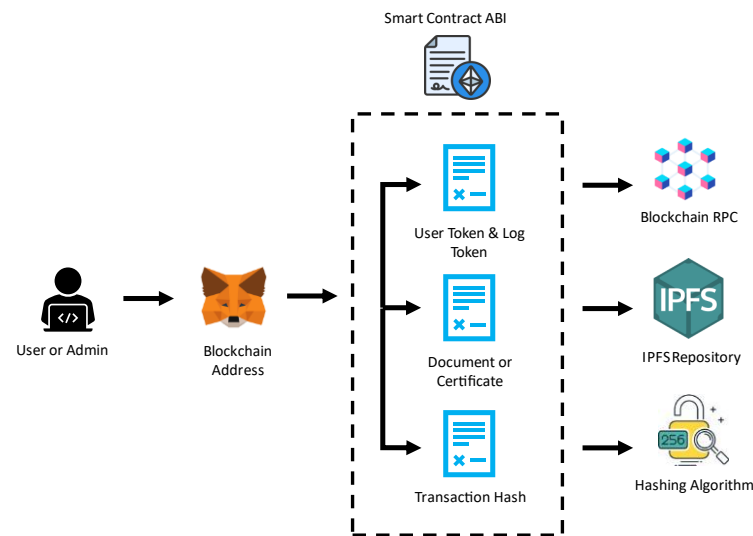 Smart Contract ABI
User Token & Log
Token
Blockchain RPC
</>
User or Admin
Blockchain
Address
Document or
Certificate
IPFS
IPFS Repository
256
Transaction Hash
Hashing Algorithm